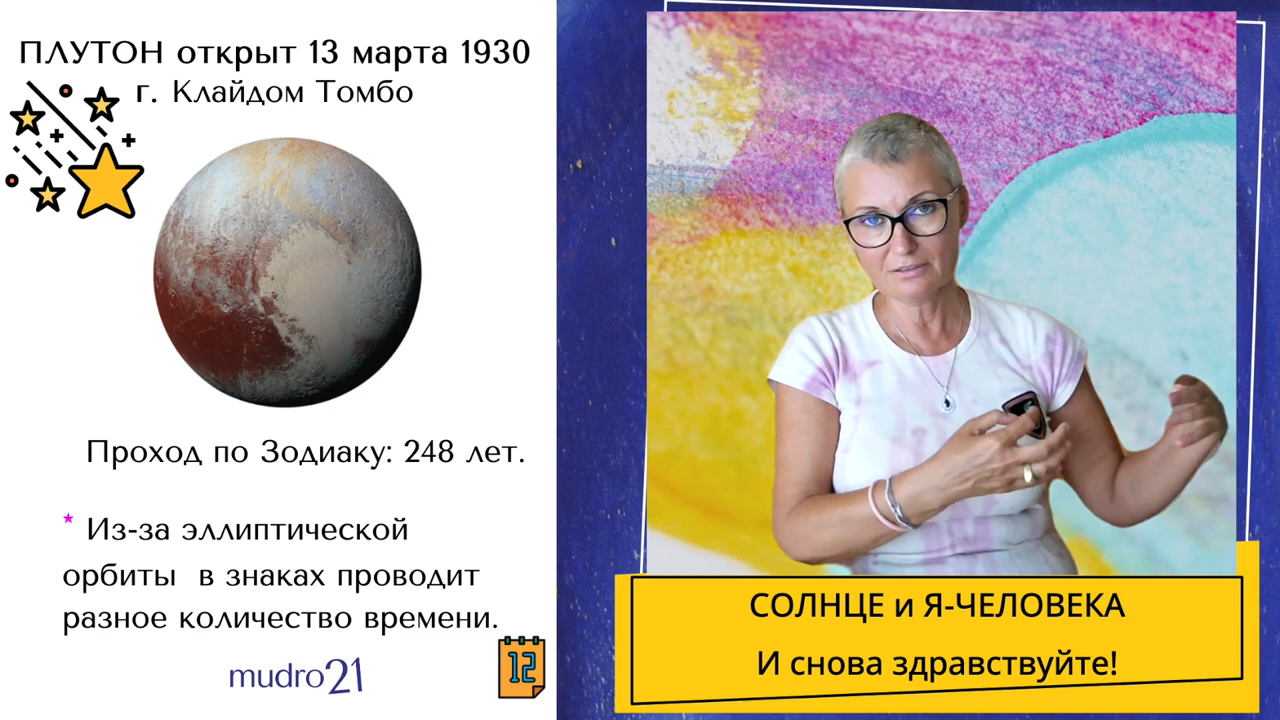 ПЛУТОН открыт 13 марта 1930
г. Клайдом Томбо
Проход по Зодиаку: 248 лет.
* Из-за эллиптической
орбиты в знаках проводит
разное количество времени.
mudro21
12
СОЛНЦЕ и Я-ЧЕЛОВЕКА
И снова здравствуйте!